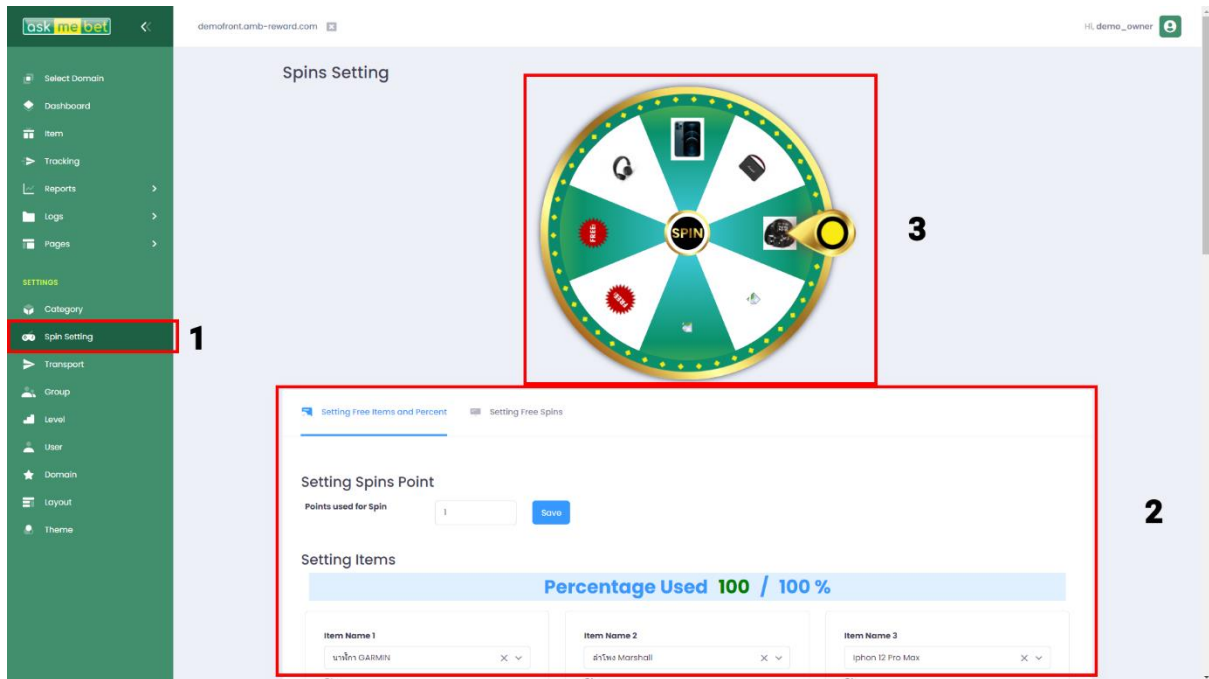 ask me bet
demofront.amb-reward.com
Hi, demo_owner
Select Domain
Dashboard
Item
Tracking
Reports
Logs
Pages
SETTINGS
Category
Spin Setting
1
Transport
Group
Level
User
Domain
Layout
Theme
Spins Setting
SPIN
FREE
FREE
3
Setting Free Items and Percent
Setting Free Spins
Setting Spins Point
Points used for Spin
1
Save
2
Setting Items
Percentage Used 100 / 100 %
Item Name 1
นาฬิกา GARMIN
Item Name 2
ลำโพง Marshall
Item Name 3
Iphon 12 Pro Max